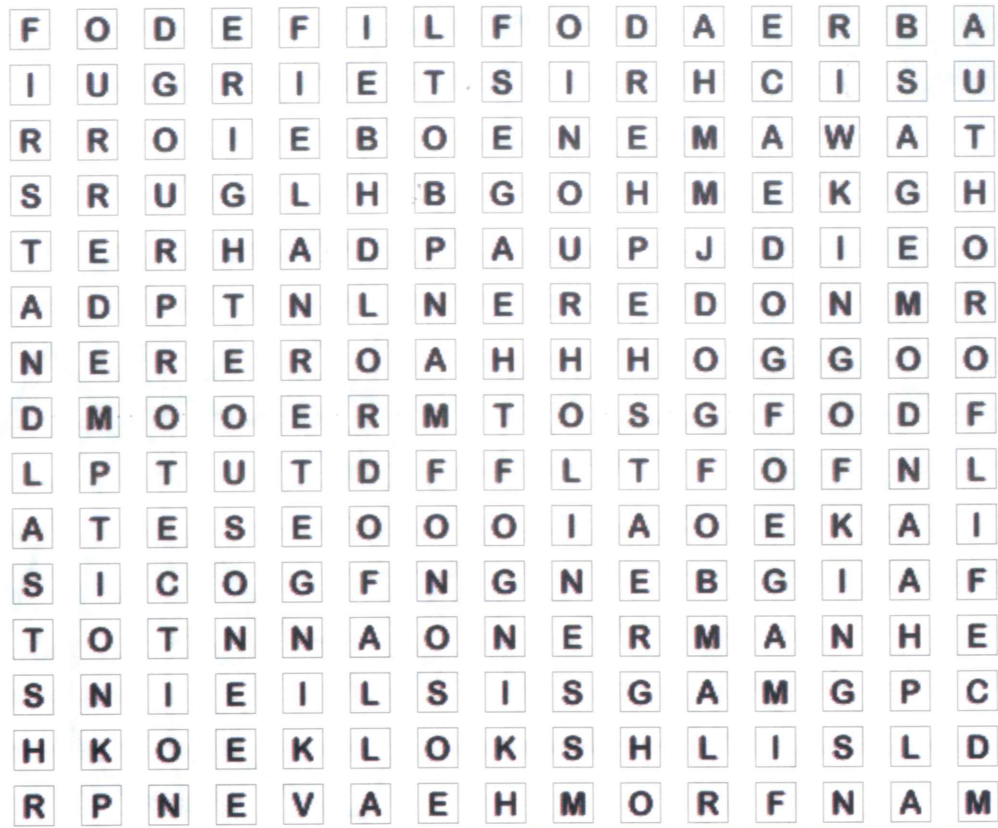 F O D E F I L F O D A E R B A
I U G R I E T S I R H C I S U
R R O I E B O E N E M A W A T
S R U G L H B G O H M E K G H
T E R H A D P A U P J D I E O
A D P T N L N E R E D O N M R
N E R E R O A H H H O G G O O
D M O O E R M T O S G F O D F
L P T U T D F F L T F O F N L
A T E S E O O O I A O E K A I
S I C O G F N G N E B G I A F
T O T N N A O N E R M A N H E
S N I E I L S I S G A M G P C
H K O E K L O K S H L I S L D
R P N E V A E H M O R F N A M